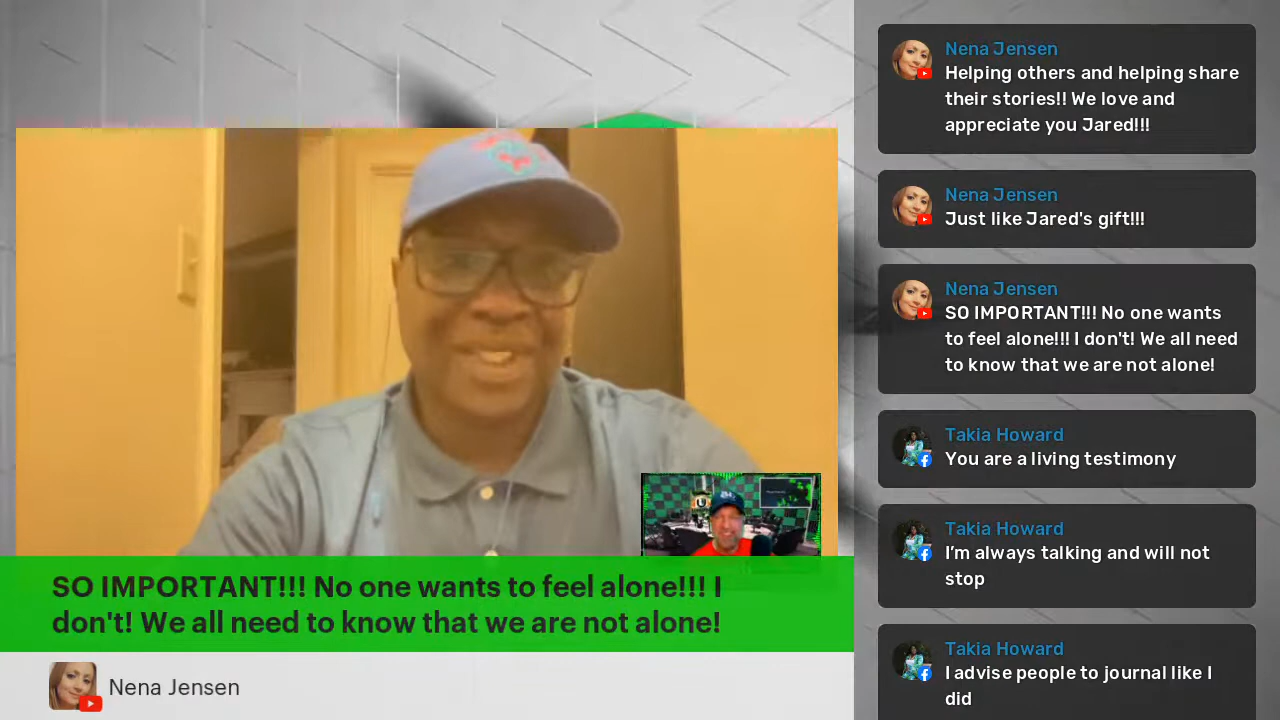 Nena Jensen
Helping others and helping share
their stories!! We love and
appreciate you Jared!!!
Nena Jensen
Just like Jared's gift!!!
Nena Jensen
SO IMPORTANT!!! No one wants
to feel alone!!! I don't! We all need
to know that we are not alone!
Takia Howard
You are a living testimony
Takia Howard
I’m always talking and will not
stop
Takia Howard
I advise people to journal like I
did
SO IMPORTANT!!! No one wants to feel alone!!! I
don't! We all need to know that we are not alone!
Nena Jensen